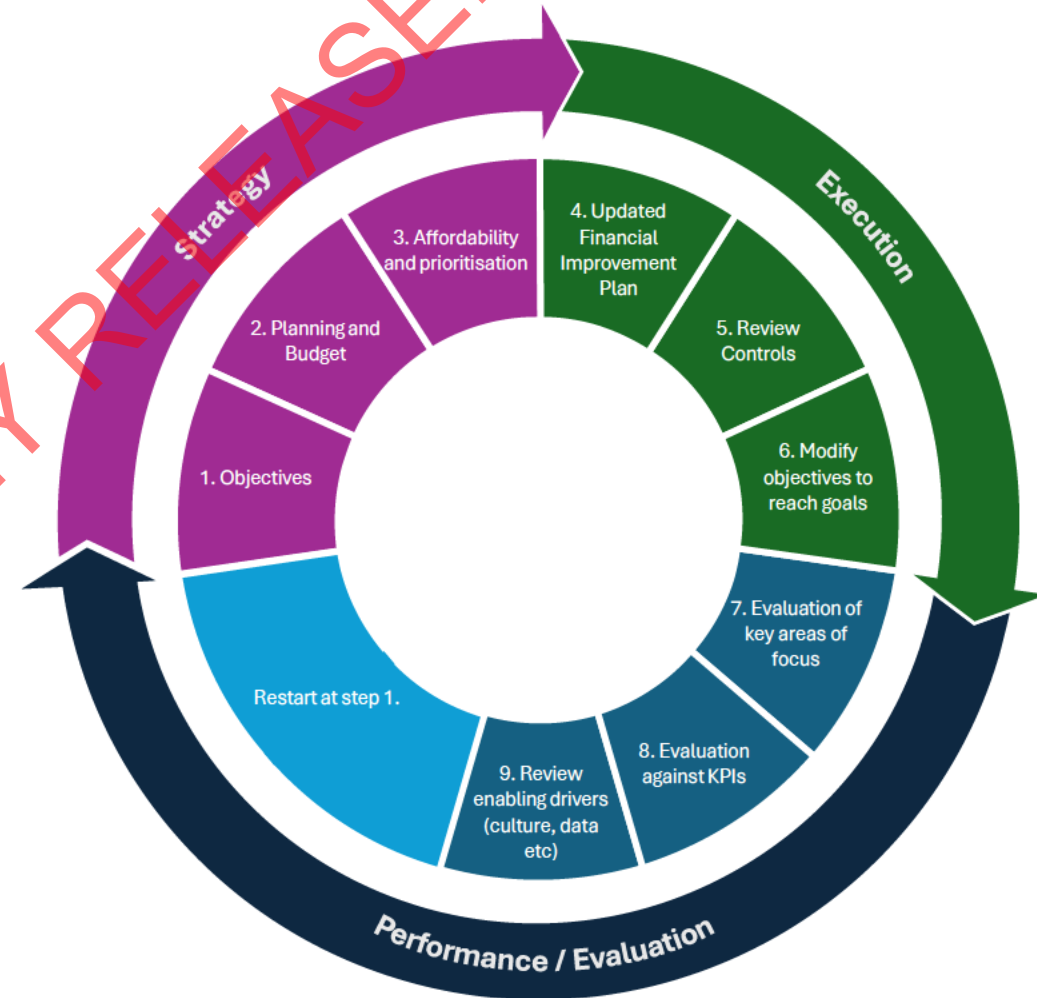 Strategy
Execution
Performance / Evaluation
1. Objectives
2. Planning and
Budget
3. Affordability
and prioritisation
4. Updated
Financial
Improvement
Plan
5. Review
Controls
6. Modify
objectives to
reach goals
7. Evaluation of
key areas of
focus
8. Evaluation
against KPIs
9. Review
enabling drivers
(culture, data
etc)
Restart at step 1.